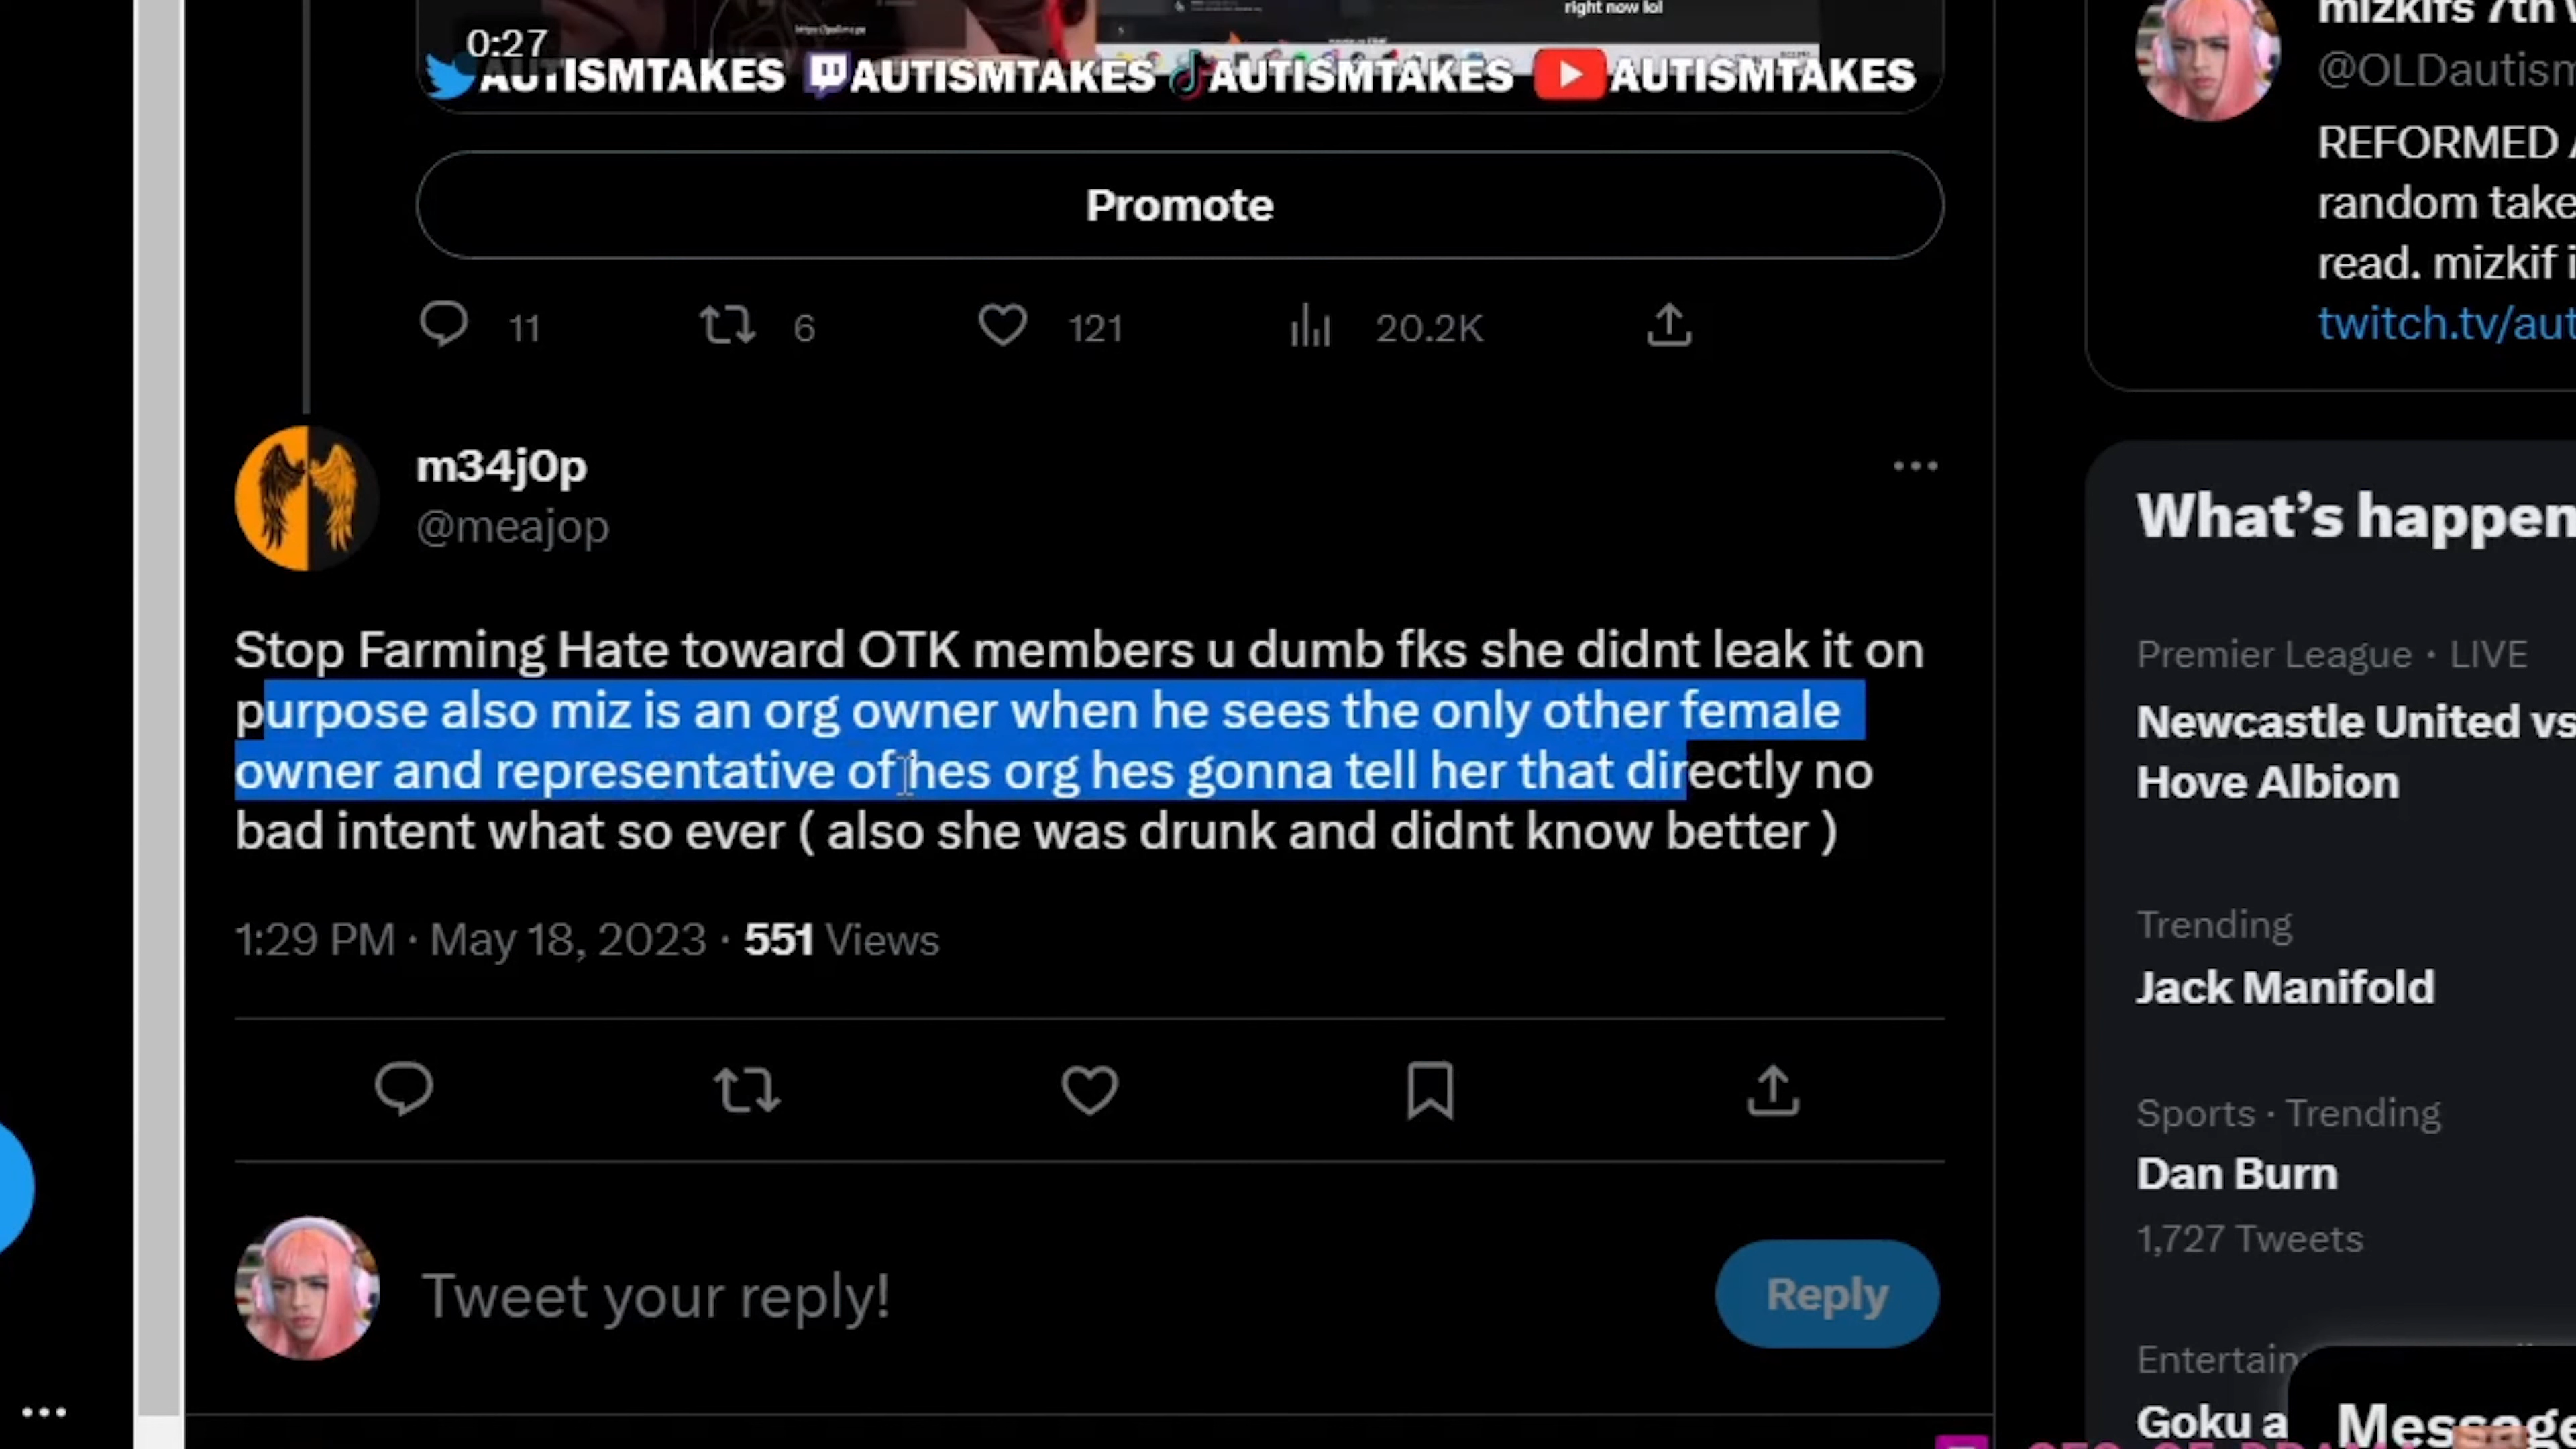 right now lol
0:27
AUTISMTAKES AUTISMTAKES AUTISMTAKES AUTISMTAKES
Promote
11 6 121 20.2K
m34j0p
@meajop
Stop Farming Hate toward OTK members u dumb fks she didnt leak it on
purpose also miz is an org owner when he sees the only other female
owner and representative of hes org hes gonna tell her that directly no
bad intent what so ever ( also she was drunk and didnt know better )
1:29 PM · May 18, 2023 · 551 Views
Tweet your reply!
Reply
mizkifs 7th
@OLDautism
REFORMED
random take
read. mizkif i
twitch.tv/aut
What's happen
Premier League · LIVE
Newcastle United vs
Hove Albion
Trending
Jack Manifold
Sports · Trending
Dan Burn
1,727 Tweets
Entertain
Goku a
Message